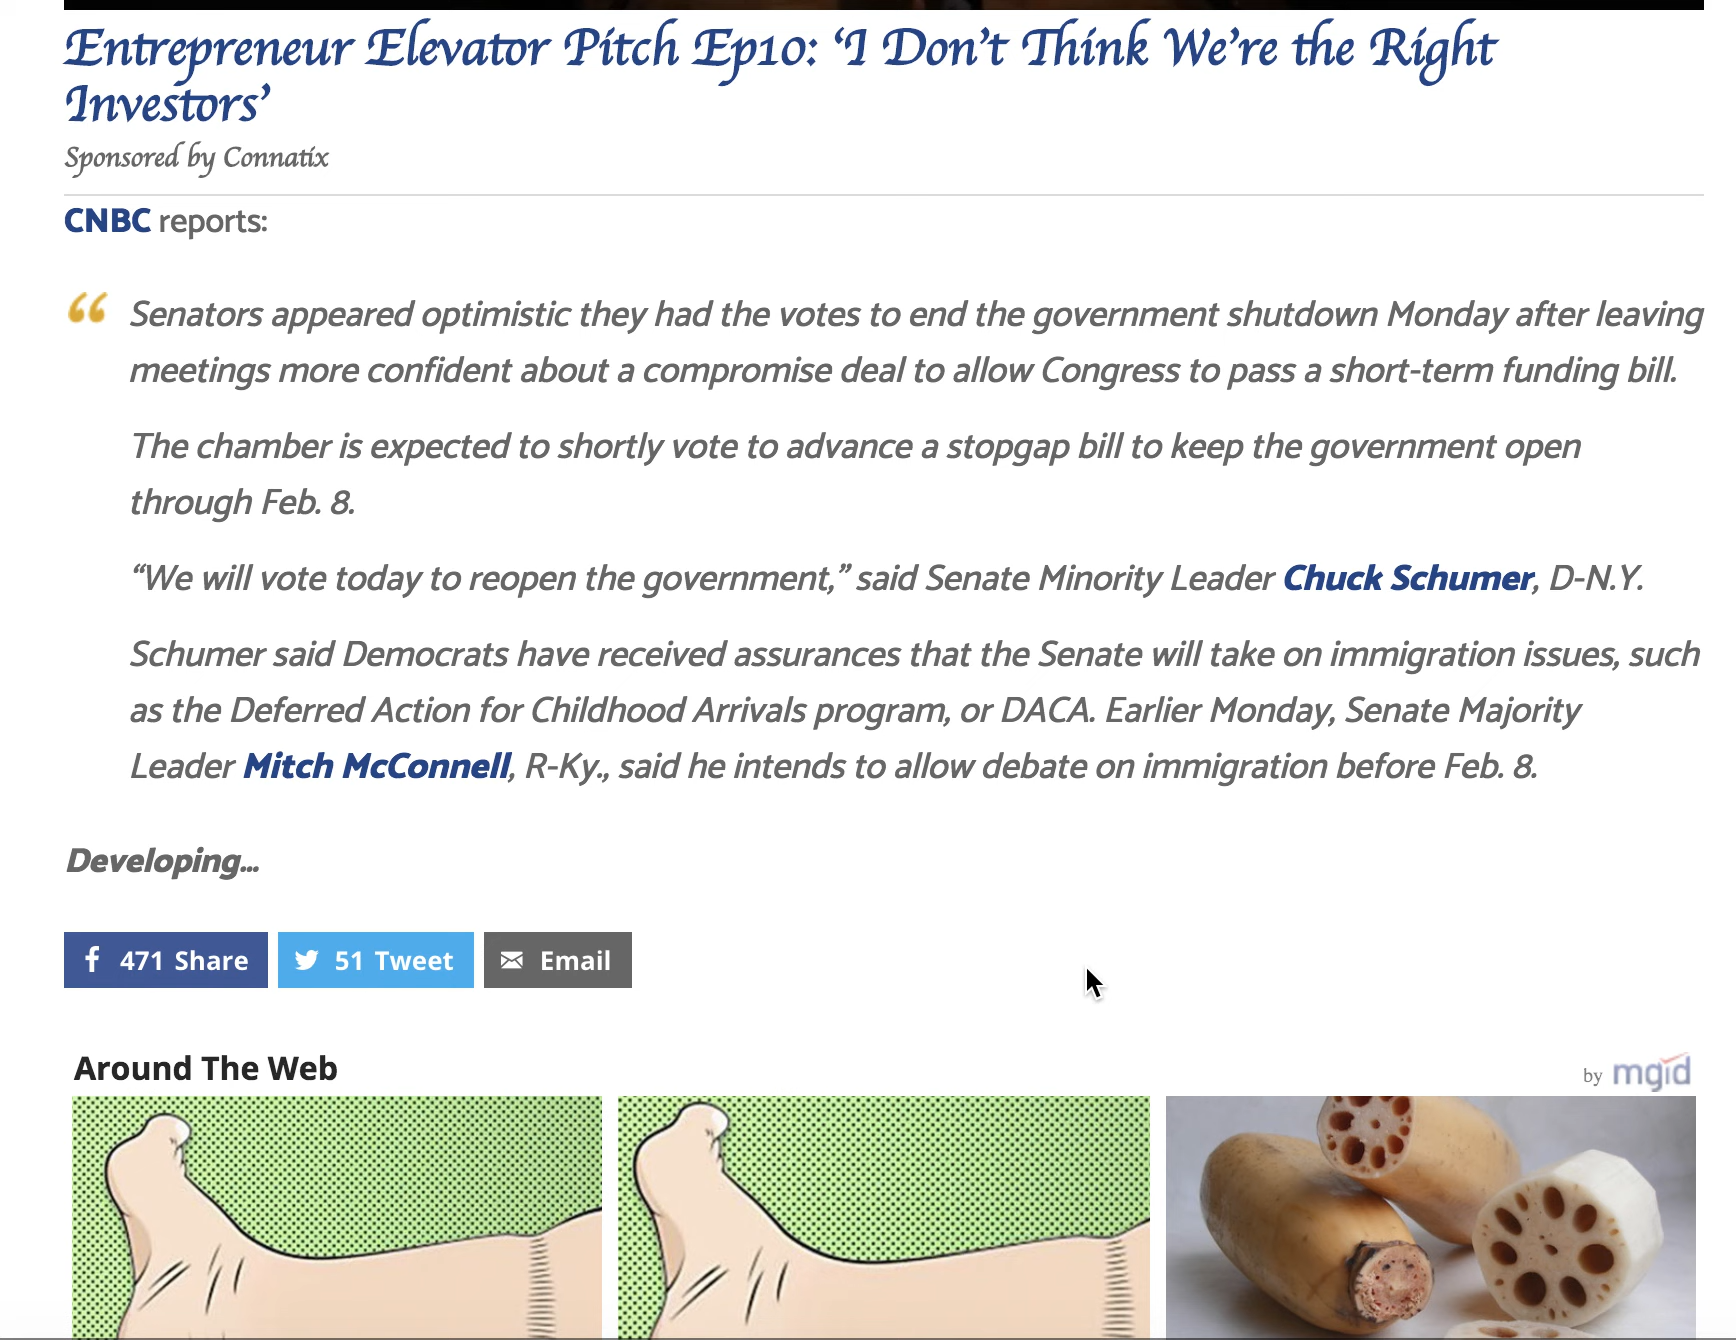 Entrepreneur Elevator Pitch Ep10: ‘I Don’t Think We’re the Right
Investors’
Sponsored by Connatix
CNBC reports:
“ Senators appeared optimistic they had the votes to end the government shutdown Monday after leaving
meetings more confident about a compromise deal to allow Congress to pass a short-term funding bill.
The chamber is expected to shortly vote to advance a stopgap bill to keep the government open
through Feb. 8.
“We will vote today to reopen the government,” said Senate Minority Leader Chuck Schumer, D-N.Y.
Schumer said Democrats have received assurances that the Senate will take on immigration issues, such
as the Deferred Action for Childhood Arrivals program, or DACA. Earlier Monday, Senate Majority
Leader Mitch McConnell, R-Ky., said he intends to allow debate on immigration before Feb. 8.
Developing...
471 Share 51 Tweet Email
Around The Web by mgid